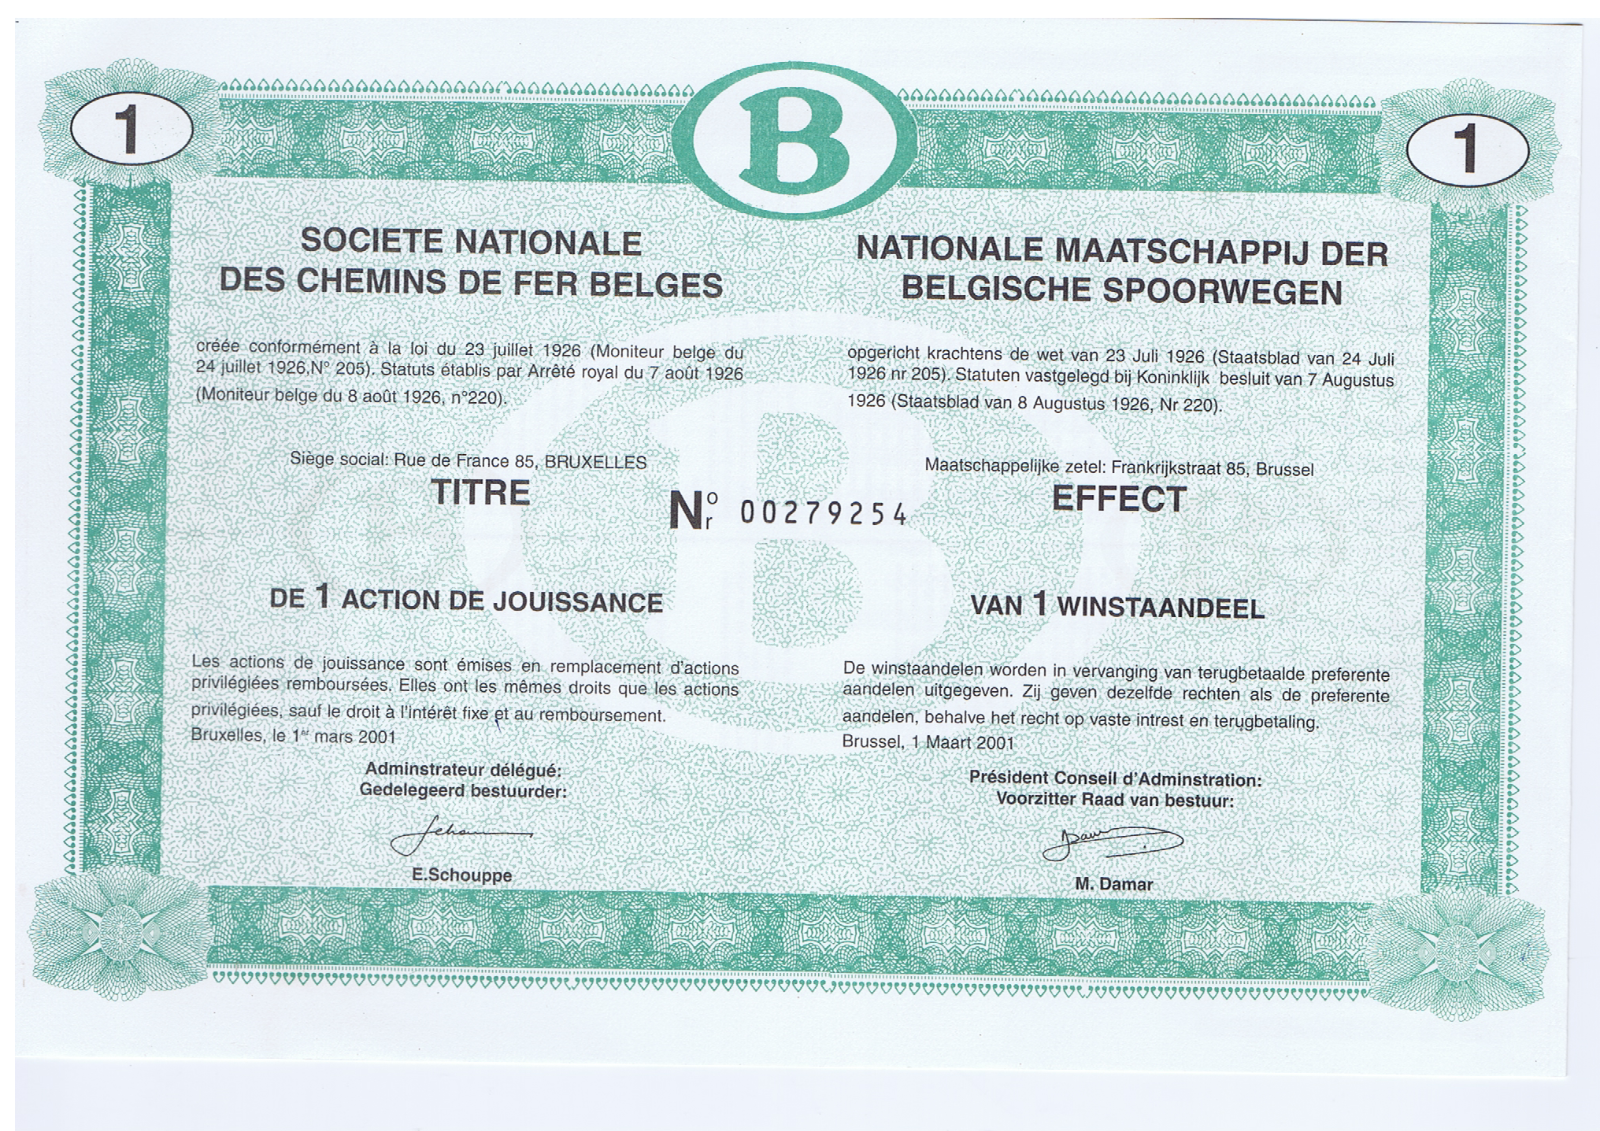 1
B
1
SOCIETE NATIONALE
DES CHEMINS DE FER BELGES
créée conformément à la loi du 23 juillet 1926 (Moniteur belge du
24 juillet 1926,N° 205). Statuts établis par Arrêté royal du 7 août 1926
(Moniteur belge du 8 août 1926, n°220).
Siège social: Rue de France 85, BRUXELLES
TITRE
NATIONALE MAATSCHAPPIJ DER
BELGISCHE SPOORWEGEN
opgericht krachtens de wet van 23 Juli 1926 (Staatsblad van 24 Juli
1926 nr 205). Statuten vastgelegd bij Koninklijk besluit van 7 Augustus
1926 (Staatsblad van 8 Augustus 1926, Nr 220).
Maatschappelijke zetel: Frankrijkstraat 85, Brussel
EFFECT
N° r 00279254
DE 1 ACTION DE JOUISSANCE
Les actions de jouissance sont émises en remplacement d'actions
privilégiées remboursées. Elles ont les mêmes droits que les actions
privilégiées, sauf le droit à l'intérêt fixe et au remboursement.
Bruxelles, le 1er mars 2001
Adminstrateur délégué:
Gedelegeerd bestuurder:
E.Schouppe
VAN 1 WINSTAANDEEL
De winstaandelen worden in vervanging van terugbetaalde preferente
aandelen uitgegeven. Zij geven dezelfde rechten als de preferente
aandelen, behalve het recht op vaste intrest en terugbetaling.
Brussel, 1 Maart 2001
Président Conseil d'Adminstration:
Voorzitter Raad van bestuur:
M. Damar